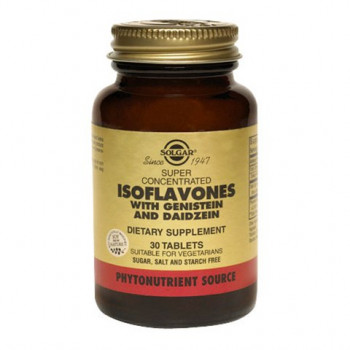 SOLGAR®
Since 1947
SUPER
CONCENTRATED
ISOFLAVONES
WITH GENISTEIN
AND DAIDZEIN
DIETARY SUPPLEMENT
30 TABLETS
SUITABLE FOR VEGETARIANS
SUGAR, SALT AND STARCH FREE
PHYTONUTRIENT SOURCE